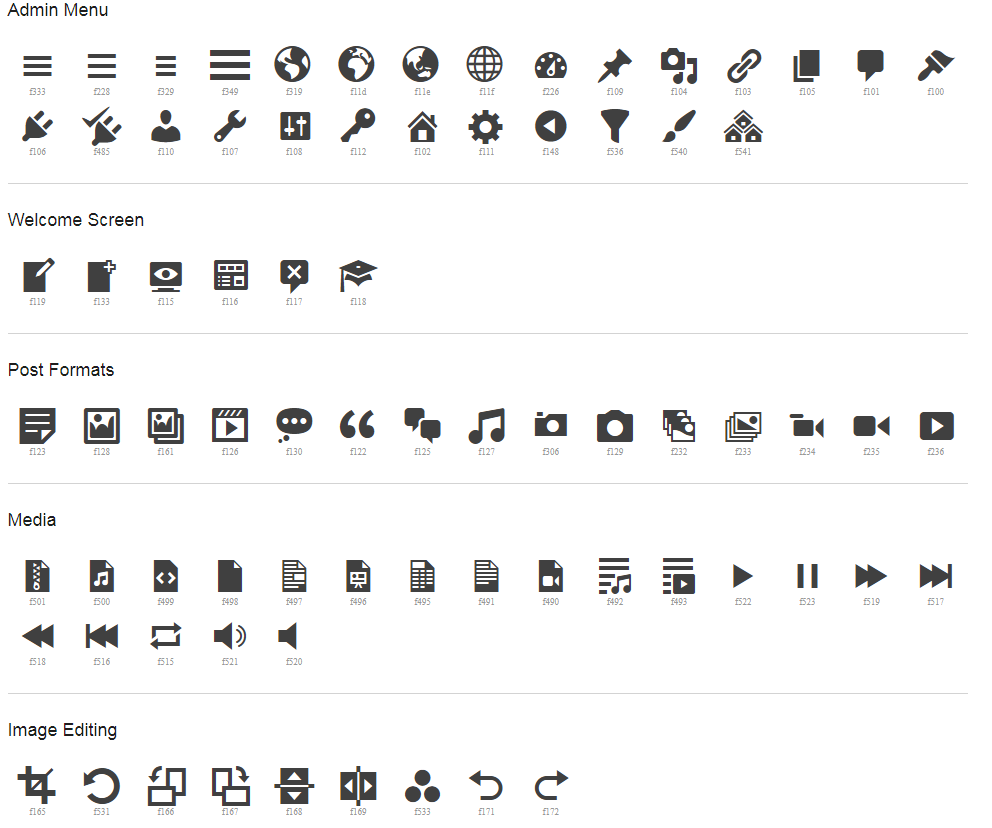 Admin Menu
f333 f228 f329 f349 f319 f11d f11e f11f f226 f109 f104 f103 f105 f101 f100
f106 f485 f110 f107 f108 f112 f102 f111 f148 f536 f540 f541
Welcome Screen
f119 f133 f115 f116 f117 f118
Post Formats
f123 f128 f161 f126 f130 f122 f125 f127 f306 f129 f232 f233 f234 f235 f236
Media
f501 f500 f499 f498 f497 f496 f495 f491 f490 f492 f493 f522 f523 f519 f517
f518 f516 f515 f521 f520
Image Editing
f165 f531 f166 f167 f168 f169 f533 f171 f172